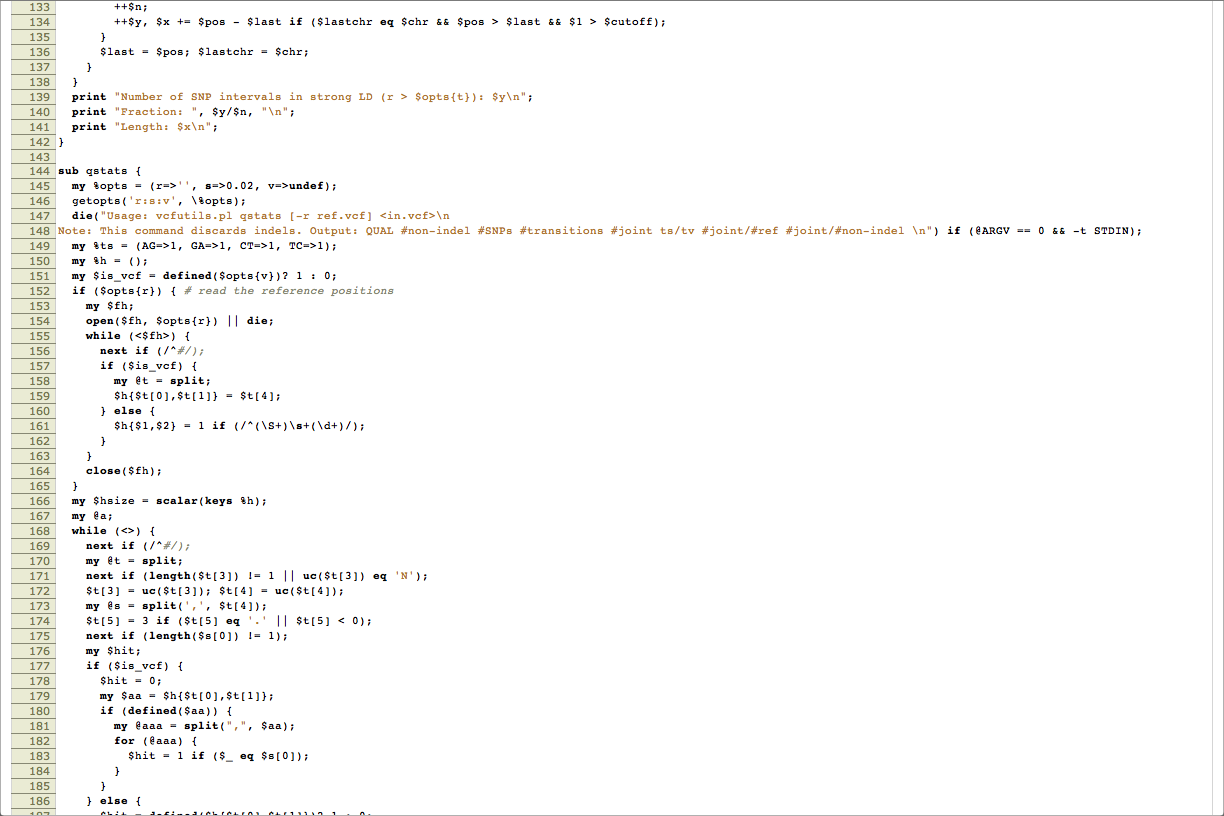 133 ++$n;
134 ++$y, $x += $pos - $last if ($lastchr eq $chr && $pos > $last && $1 > $cutoff);
135 }
136 $last = $pos; $lastchr = $chr;
137 }
138 }
139 print "Number of SNP intervals in strong LD (r > $opts{t}): $y\n";
140 print "Fraction: ", $y/$n, "\n";
141 print "Length: $x\n";
142 }
143
144 sub qstats {
145 my %opts = (r=>'', s=>0.02, v=>undef);
146 getopts('r:s:v', \%opts);
147 die("Usage: vcfutils.pl qstats [-r ref.vcf] <in.vcf>\n
148 Note: This command discards indels. Output: QUAL #non-indel #SNPs #transitions #joint ts/tv #joint/#ref #joint/#non-indel \n") if (@ARGV == 0 && -t STDIN);
149 my %ts = (AG=>1, GA=>1, CT=>1, TC=>1);
150 my %h = ();
151 my $is_vcf = defined($opts{v})? 1 : 0;
152 if ($opts{r}) { # read the reference positions
153 my $fh;
154 open($fh, $opts{r}) || die;
155 while (<$fh>) {
156 next if (/^#/);
157 if ($is_vcf) {
158 my @t = split;
159 $h{$t[0],$t[1]} = $t[4];
160 } else {
161 $h{$1,$2} = 1 if (/^(\S+)\s+(\d+)/);
162 }
163 }
164 close($fh);
165 }
166 my $hsize = scalar(keys %h);
167 my @a;
168 while (<>) {
169 next if (/^#/);
170 my @t = split;
171 next if (length($t[3]) != 1 || uc($t[3]) eq 'N');
172 $t[3] = uc($t[3]); $t[4] = uc($t[4]);
173 my @s = split(',', $t[4]);
174 $t[5] = 3 if ($t[5] eq '.' || $t[5] < 0);
175 next if (length($s[0]) != 1);
176 my $hit;
177 if ($is_vcf) {
178 $hit = 0;
179 my $aa = $h{$t[0],$t[1]};
180 if (defined($aa)) {
181 my @aaa = split(",", $aa);
182 for (@aaa) {
183 $hit = 1 if ($_ eq $s[0]);
184 }
185 }
186 } else {
187 $hit = defined($h{$t[0],$t[1]})? 1 : 0;